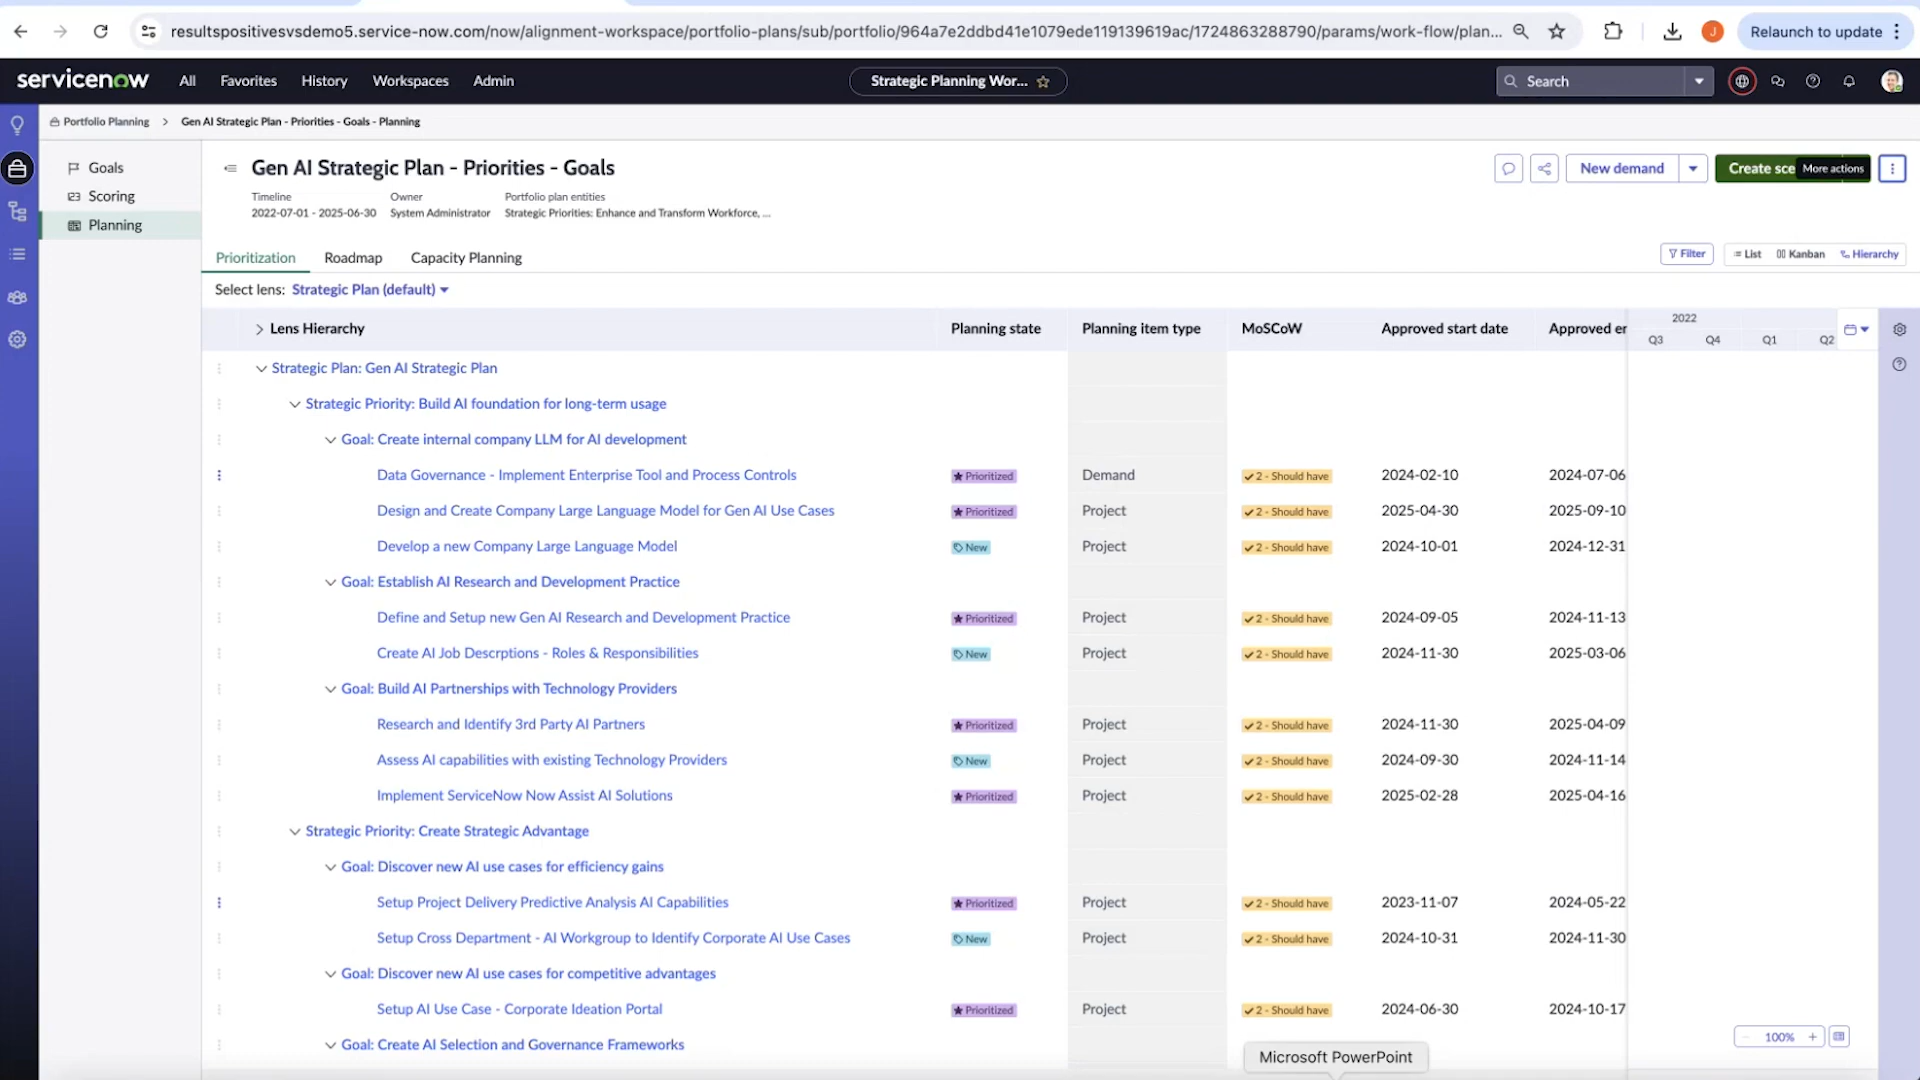 resultspositivesvsdemo5.service-now.com/now/alignment-workspace/portfolio-plans/sub/portfolio/964a7e2ddbd41e1079ede119139619ac/1724863288790/params/work-flow/plan...
J
Relaunch to update
servicenow
All Favorites History Workspaces Admin
Strategic Planning Wor...
Search
Portfolio Planning > Gen AI Strategic Plan - Priorities - Goals - Planning
Goals
Scoring
Planning
Gen AI Strategic Plan - Priorities - Goals
New demand
Create sce
More actions
Timeline Owner Portfolio plan entities
2022-07-01 - 2025-06-30 System Administrator Strategic Priorities: Enhance and Transform Workforce, ...
Prioritization Roadmap Capacity Planning
Filter List Kanban Hierarchy
Select lens: Strategic Plan (default)
Lens Hierarchy Planning state Planning item type MoSCoW Approved start date Approved er
2022
Q3 Q4 Q1 Q2
Strategic Plan: Gen AI Strategic Plan
Strategic Priority: Build AI foundation for long-term usage
Goal: Create internal company LLM for AI development
Data Governance - Implement Enterprise Tool and Process Controls Prioritized Demand 2 - Should have 2024-02-10 2024-07-06
Design and Create Company Large Language Model for Gen AI Use Cases Prioritized Project 2 - Should have 2025-04-30 2025-09-10
Develop a new Company Large Language Model New Project 2 - Should have 2024-10-01 2024-12-31
Goal: Establish AI Research and Development Practice
Define and Setup new Gen AI Research and Development Practice Prioritized Project 2 - Should have 2024-09-05 2024-11-13
Create AI Job Descrptions - Roles & Responsibilities New Project 2 - Should have 2024-11-30 2025-03-06
Goal: Build AI Partnerships with Technology Providers
Research and Identify 3rd Party AI Partners Prioritized Project 2 - Should have 2024-11-30 2025-04-09
Assess AI capabilities with existing Technology Providers New Project 2 - Should have 2024-09-30 2024-11-14
Implement ServiceNow Now Assist AI Solutions Prioritized Project 2 - Should have 2025-02-28 2025-04-16
Strategic Priority: Create Strategic Advantage
Goal: Discover new AI use cases for efficiency gains
Setup Project Delivery Predictive Analysis AI Capabilities Prioritized Project 2 - Should have 2023-11-07 2024-05-22
Setup Cross Department - AI Workgroup to Identify Corporate AI Use Cases New Project 2 - Should have 2024-10-31 2024-11-30
Goal: Discover new AI use cases for competitive advantages
Setup AI Use Case - Corporate Ideation Portal Prioritized Project 2 - Should have 2024-06-30 2024-10-17
Goal: Create AI Selection and Governance Frameworks
100%
Microsoft PowerPoint